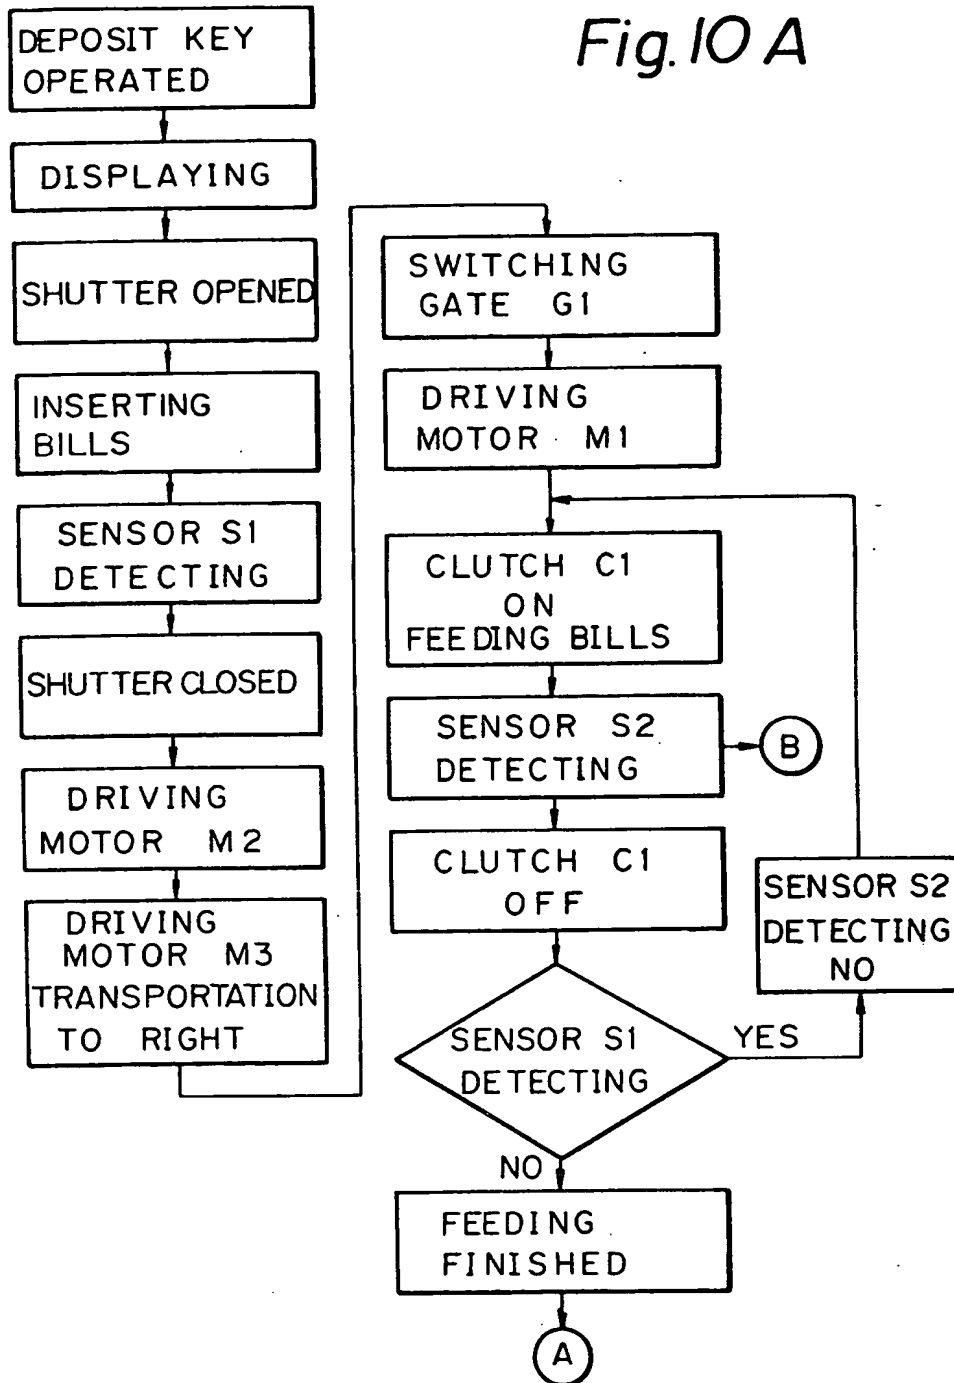 Fig. 10 A
DEPOSIT KEY
OPERATED
DISPLAYING
SHUTTER OPENED
INSERTING
BILLS
SENSOR S1
DETECTING
SHUTTER CLOSED
DRIVING
MOTOR M2
DRIVING
MOTOR M3
TRANSPORTATION
TO RIGHT
SWITCHING
GATE G1
DRIVING
MOTOR M1
CLUTCH C1
ON
FEEDING BILLS
SENSOR S2
DETECTING
B
CLUTCH C1
OFF
SENSOR S2
DETECTING
NO
SENSOR S1
DETECTING
YES
NO
FEEDING
FINISHED
A